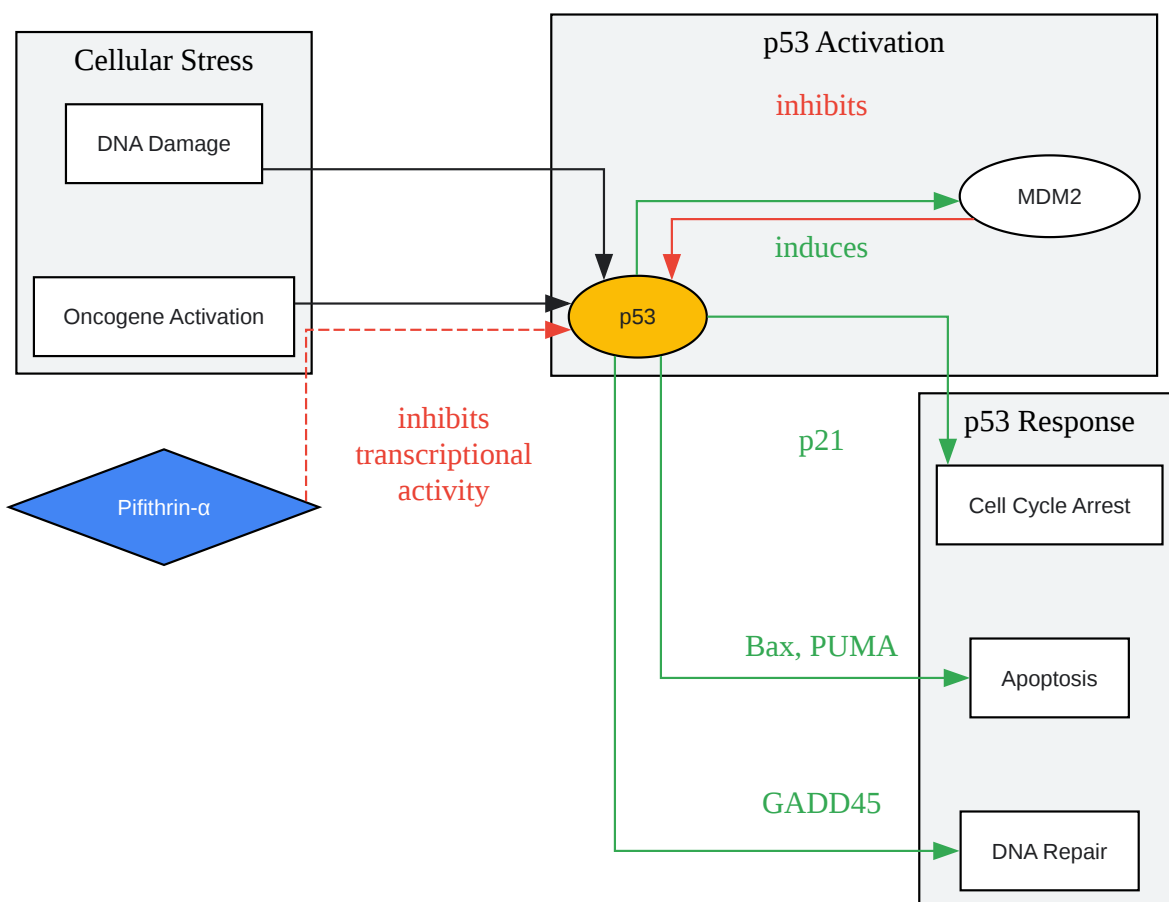 Cellular Stress
DNA Damage
Oncogene Activation
p53 Activation
inhibits
MDM2
induces
p53
inhibits
transcriptional
activity
Pifithrin-α
p21
p53 Response
Cell Cycle Arrest
Bax, PUMA
Apoptosis
GADD45
DNA Repair